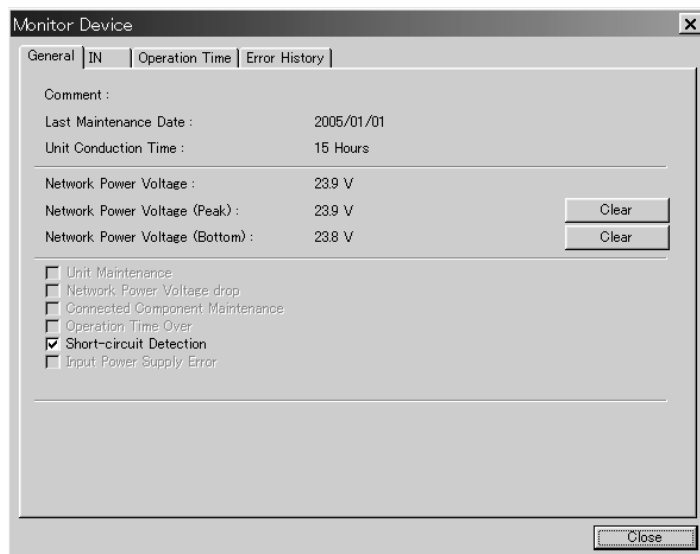 Monitor Device
General IN Operation Time Error History
Comment :
Last Maintenance Date : 2005/01/01
Unit Conduction Time : 15 Hours
Network Power Voltage : 23.9 V
Network Power Voltage (Peak) : 23.9 V Clear
Network Power Voltage (Bottom) : 23.8 V Clear
Unit Maintenance
Network Power Voltage drop
Connected Component Maintenance
Operation Time Over
Short-circuit Detection
Input Power Supply Error
Close